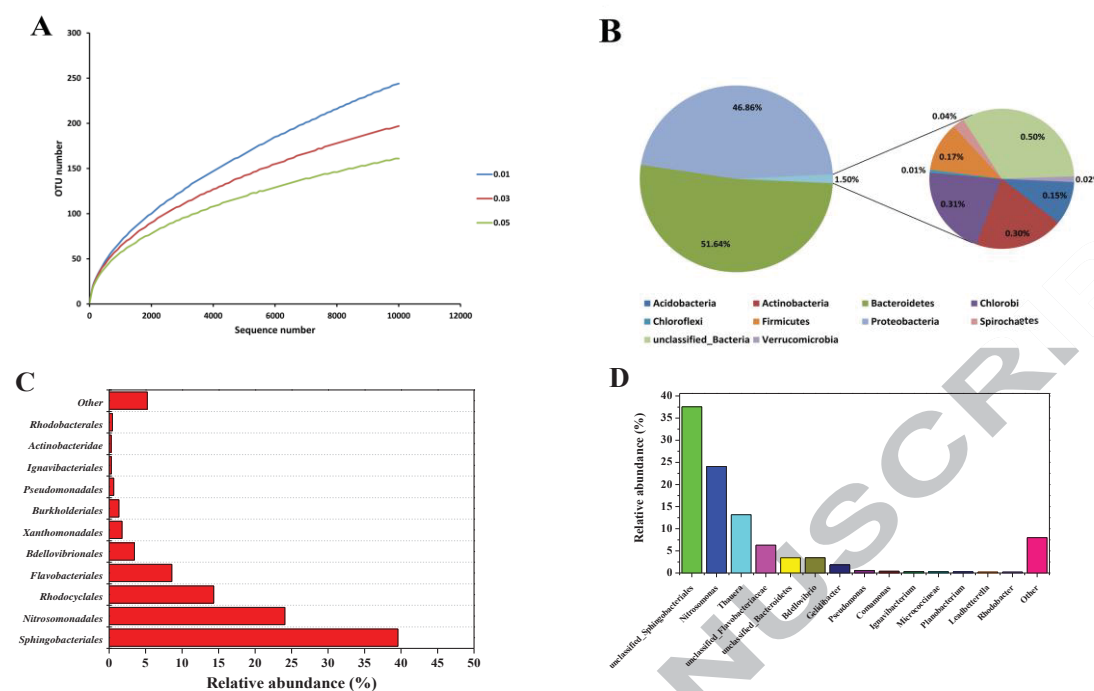 A
300
250
200
150
100
50
0
0 2000 4000 6000 8000 10000 12000
OTU number
Sequence number
0.01
0.03
0.05
B
46.86%
51.64%
1.50%
0.04%
0.50%
0.17%
0.01%
0.02%
0.31%
0.15%
0.30%
Acidobacteria Actinobacteria Bacteroidetes Chlorobi
Chloroflexi Firmicutes Proteobacteria Spirochaetes
unclassified_Bacteria Verrucomicrobia
C
Other
Rhodobacterales
Actinobacteridae
Ignavibacteriales
Pseudomonadales
Burkholderiales
Xanthomonadales
Bdellovibrionales
Flavobacteriales
Rhodocyclales
Nitrosomonadales
Sphingobacteriales
0 5 10 15 20 25 30 35 40 45 50
Relative abundance (%)
D
40
35
30
25
20
15
10
5
0
Relative abundance (%)
unclassified_Sphingobacteriales
Nitrosomonas
Thauera
unclassified_Flavobacteriaceae
unclassified_Bacteroidetes
Bdellovibrio
Gelidibacter
Pseudomonas
Comamonas
Ignavibacterium
Micrococcineae
Planobacterium
Leadbetterella
Rhodobacter
Other